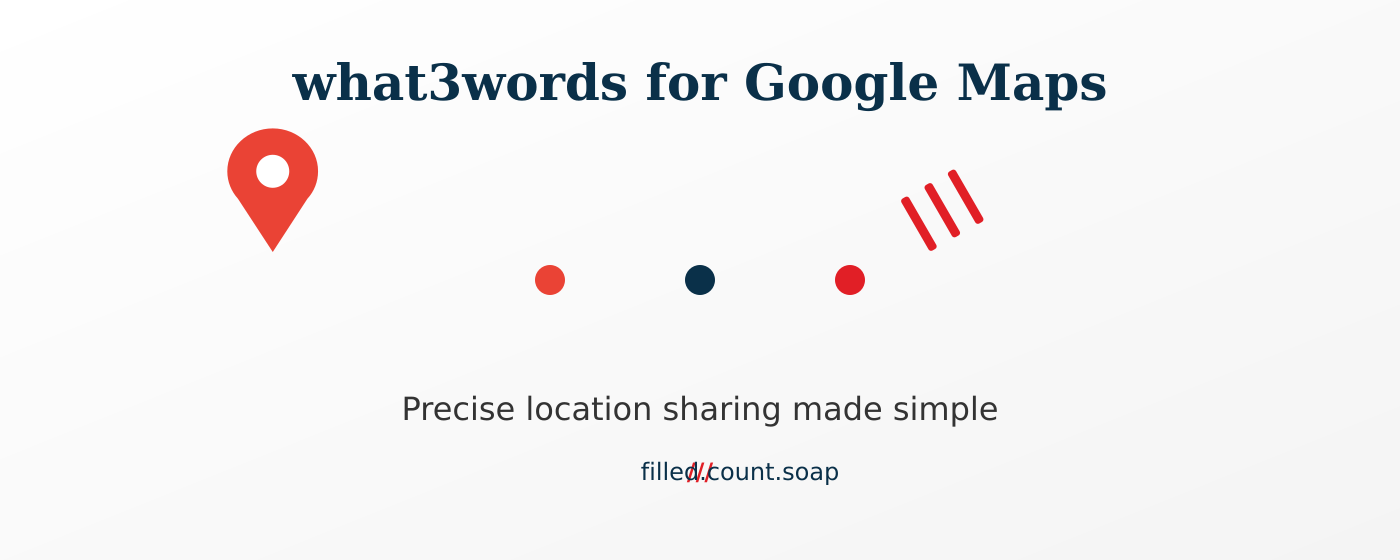 what3words for Google Maps
Precise location sharing made simple
///filled.count.soap